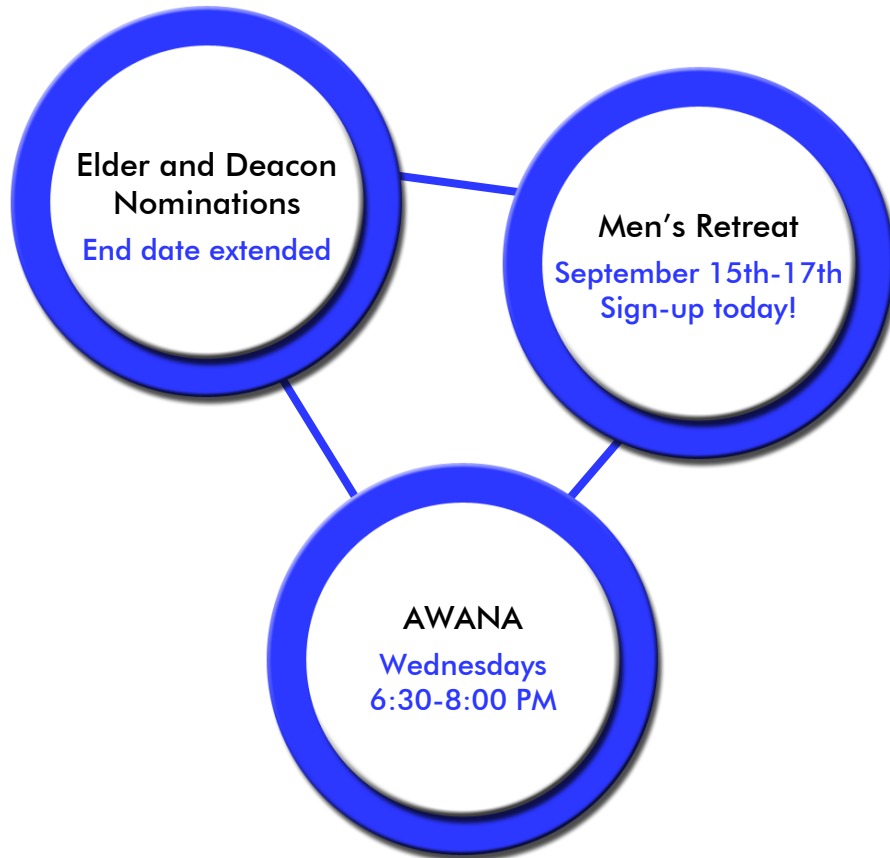 Elder and Deacon
Nominations
End date extended
Men's Retreat
September 15th-17th
Sign-up today!
AWANA
Wednesdays
6:30-8:00 PM